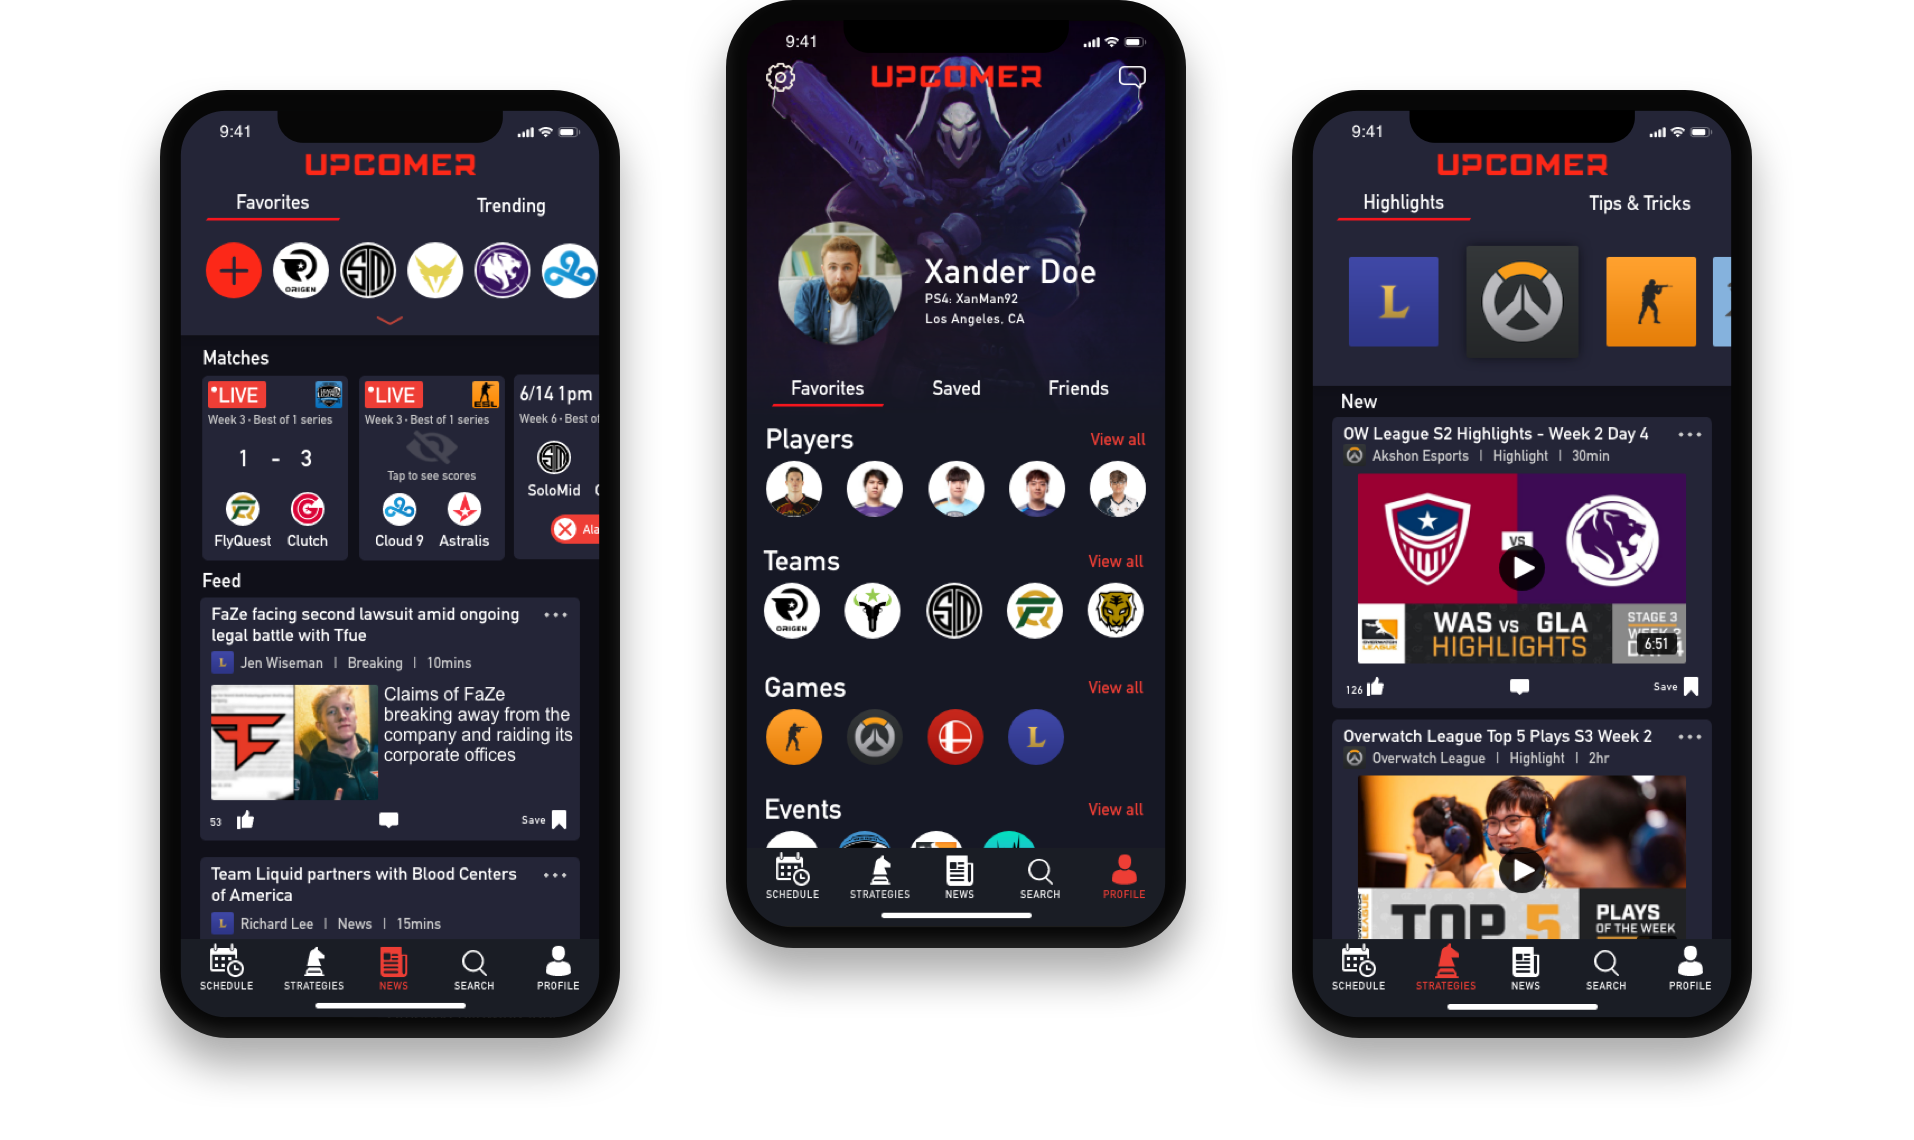 9:41
UPCOMER
Favorites
Trending
ORIGEN
Matches
LIVE
Week 3 · Best of 1 series
1 - 3
FlyQuest Clutch
LIVE
ESL
Week 3 · Best of 1 series
Tap to see scores
Cloud 9 Astralis
6/14 1pm
Week 6 · Best of
SoloMid
Feed
FaZe facing second lawsuit amid ongoing
legal battle with Tfue
L Jen Wiseman | Breaking | 10mins
Claims of FaZe
breaking away from the
company and raiding its
corporate offices
53
Save
Team Liquid partners with Blood Centers
of America
L Richard Lee | News | 15mins
SCHEDULE STRATEGIES NEWS SEARCH PROFILE
9:41
UPCOMER
Xander Doe
PS4: XanMan92
Los Angeles, CA
Favorites Saved Friends
Players View all
Teams View all
ORIGEN
Games View all
L
Events View all
SCHEDULE STRATEGIES NEWS SEARCH PROFILE
9:41
UPCOMER
Highlights
Tips & Tricks
L
New
OW League S2 Highlights - Week 2 Day 4
Akshon Esports | Highlight | 30min
VS
OVERWATCH
LEAGUE
WAS VS GLA
HIGHLIGHTS
STAGE 3
6:51
126
Save
Overwatch League Top 5 Plays S3 Week 2
Overwatch League | Highlight | 2hr
TOP 5
PLAYS
OF THE WEEK
SCHEDULE STRATEGIES NEWS SEARCH PROFILE